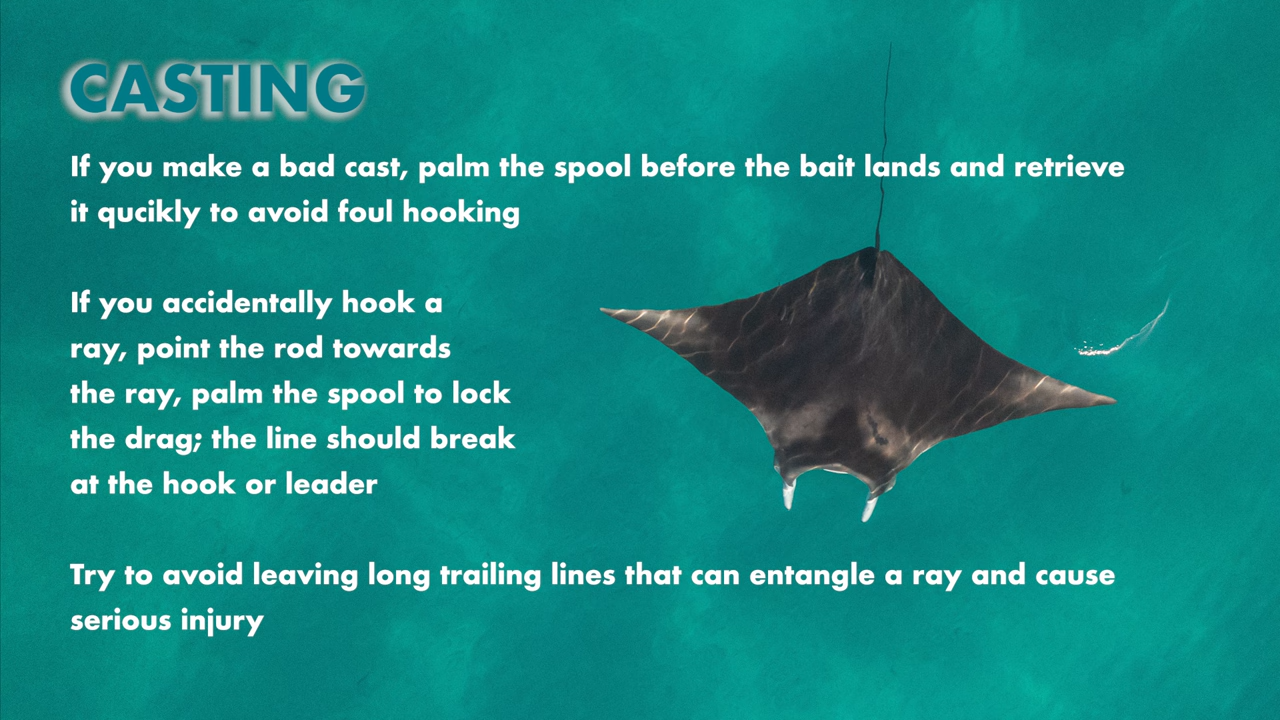 CASTING
If you make a bad cast, palm the spool before the bait lands and retrieve
it qucikly to avoid foul hooking
If you accidentally hook a
ray, point the rod towards
the ray, palm the spool to lock
the drag; the line should break
at the hook or leader
Try to avoid leaving long trailing lines that can entangle a ray and cause
serious injury